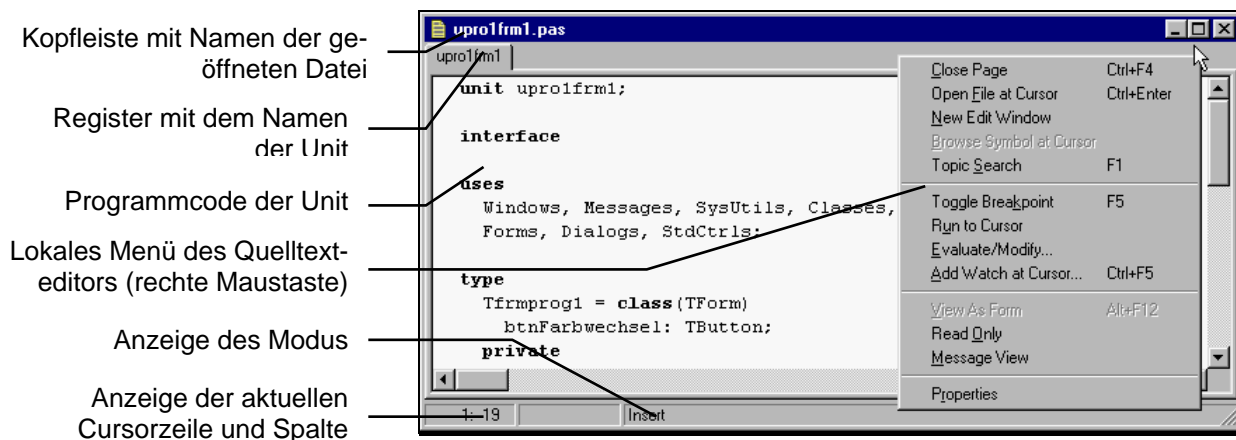 Kopfleiste mit Namen der ge-
öffneten Datei
Register mit dem Namen
der Unit
Programmcode der Unit
Lokales Menü des Quelltext-
editors (rechte Maustaste)
Anzeige des Modus
Anzeige der aktuellen
Cursorzeile und Spalte
upro1frm1.pas
upro1frm1
unit upro1frm1;
interface
uses
Windows, Messages, SysUtils, Classes,
Forms, Dialogs, StdCtrls;
type
Tfrmprog1 = class(TForm)
btnFarbwechsel: TButton;
private
1: 19
Insert
Close Page Ctrl+F4
Open File at Cursor Ctrl+Enter
New Edit Window
Browse Symbol at Cursor
Topic Search F1
Toggle Breakpoint F5
Run to Cursor
Evaluate/Modify...
Add Watch at Cursor... Ctrl+F5
View As Form Alt+F12
Read Only
Message View
Properties